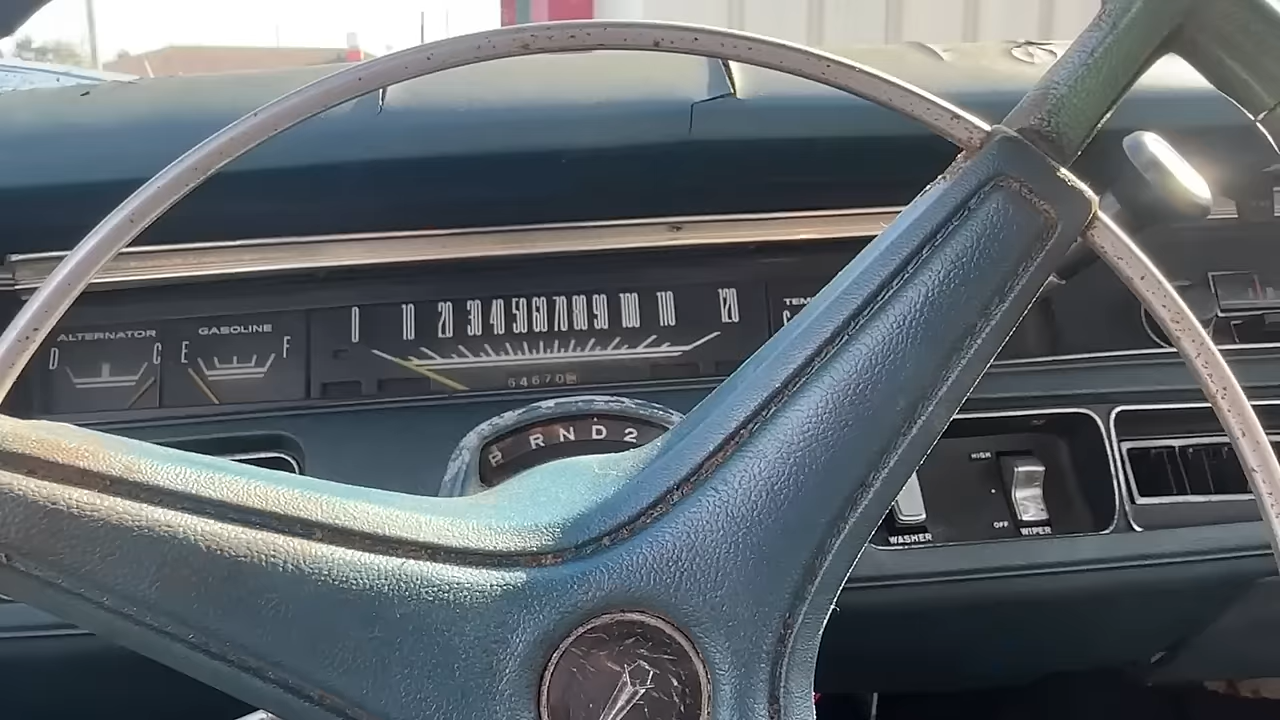 ALTERNATOR
D C
GASOLINE
E F
0 10 20 30 40 50 60 70 80 90 100 110 120
64670
TEM
P R N D 2
HIGH
OFF
WASHER
WIPER